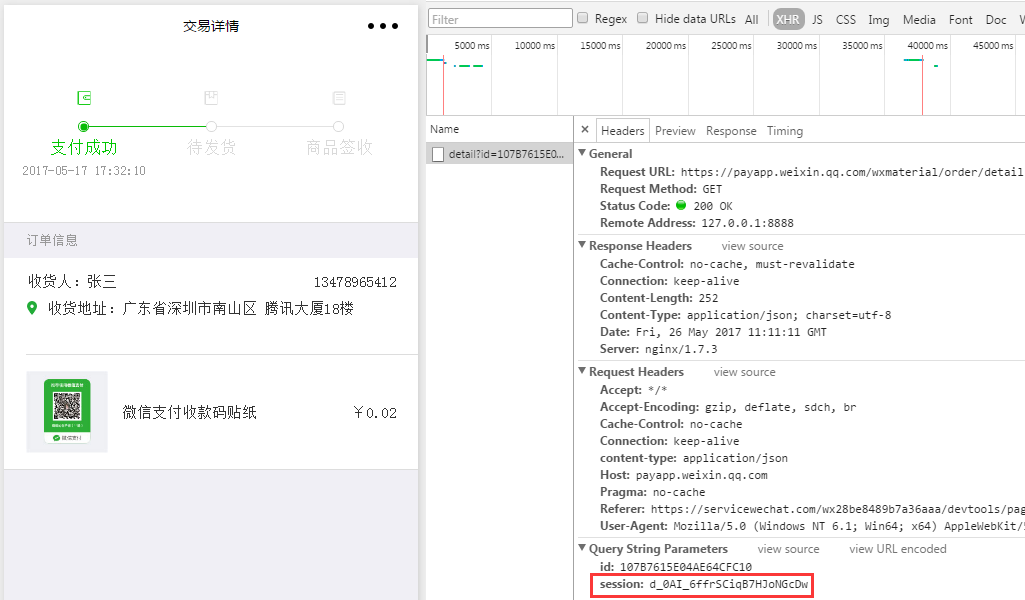 交易详情
支付成功
待发货
商品签收
2017-05-17 17:32:10
订单信息
收货人：张三
13478965412
收货地址：广东省深圳市南山区 腾讯大厦18楼
微信支付
微信支付收款码贴纸
￥0.02
Filter
Regex
Hide data URLs
All
XHR
JS
CSS
Img
Media
Font
Doc
5000 ms
10000 ms
15000 ms
20000 ms
25000 ms
30000 ms
35000 ms
40000 ms
45000 ms
Name
× Headers Preview Response Timing
detail?id=107B7615E0...
General
Request URL: https://payapp.weixin.qq.com/wxmaterial/order/detail
Request Method: GET
Status Code: 200 OK
Remote Address: 127.0.0.1:8888
Response Headers view source
Cache-Control: no-cache, must-revalidate
Connection: keep-alive
Content-Length: 252
Content-Type: application/json; charset=utf-8
Date: Fri, 26 May 2017 11:11:11 GMT
Server: nginx/1.7.3
Request Headers view source
Accept: */*
Accept-Encoding: gzip, deflate, sdch, br
Cache-Control: no-cache
Connection: keep-alive
content-type: application/json
Host: payapp.weixin.qq.com
Pragma: no-cache
Referer: https://servicewechat.com/wx28be8489b7a36aaa/devtools/pag
User-Agent: Mozilla/5.0 (Windows NT 6.1; Win64; x64) AppleWebKit/5
Query String Parameters view source view URL encoded
id: 107B7615E04AE64CFC10
session: d_0AI_6ffrSCiqB7HJoNGcDw